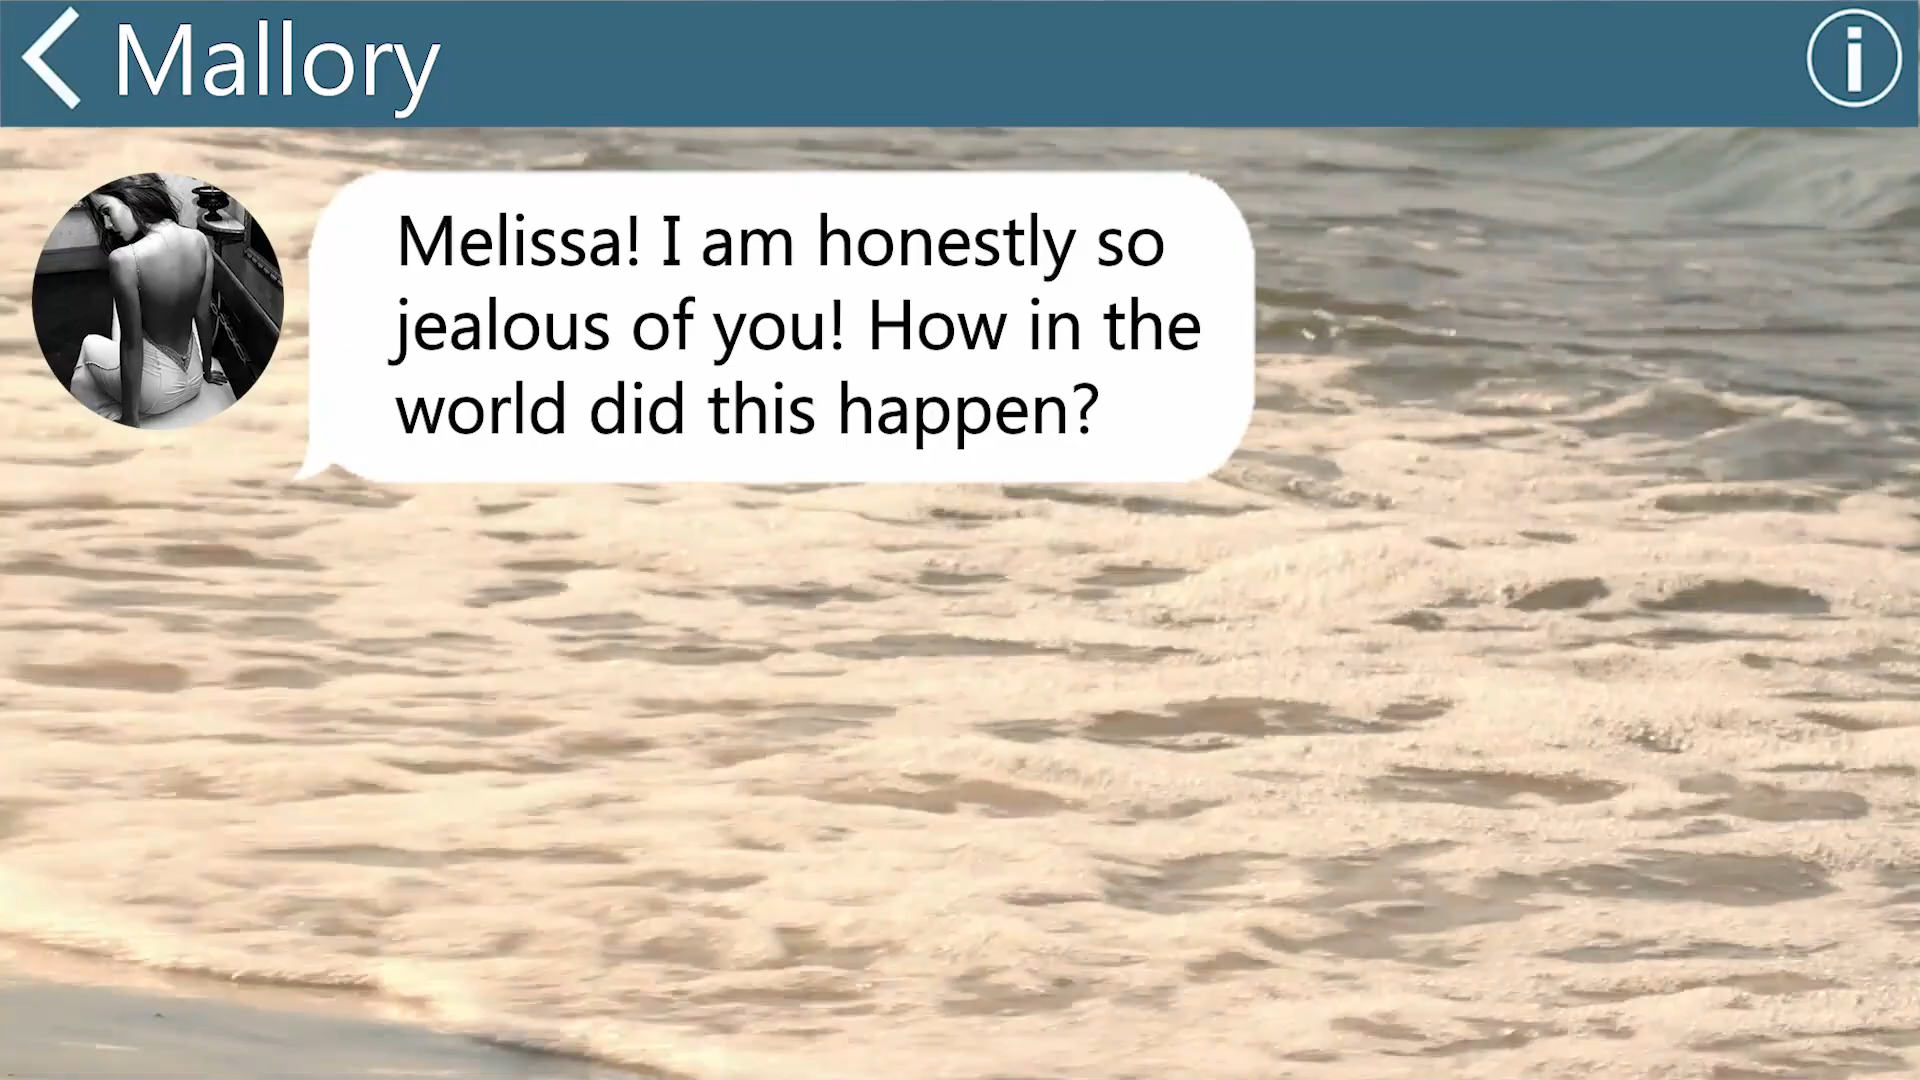 Mallory
Melissa! I am honestly so
jealous of you! How in the
world did this happen?